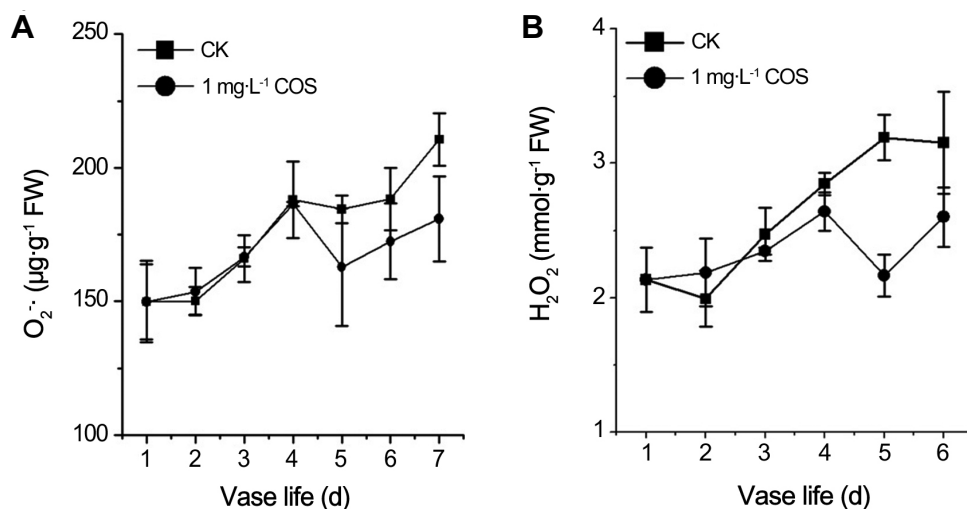 A
CK
1 mg·L⁻¹ COS
O₂⁻· (µg·g⁻¹ FW)
250
200
150
100
1 2 3 4 5 6 7
Vase life (d)
B
CK
1 mg·L⁻¹ COS
H₂O₂ (mmol·g⁻¹ FW)
4
3
2
1
1 2 3 4 5 6
Vase life (d)